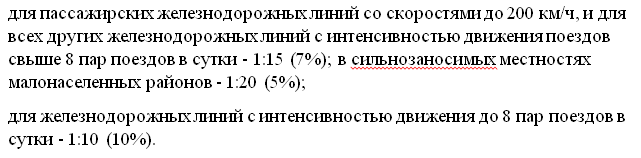 для пассажирских железнодорожных линий со скоростями до 200 км/ч, и для
всех других железнодорожных линий с интенсивностью движения поездов
свыше 8 пар поездов в сутки - 1:15 (7%); в сильнозаносимых местностях
малонаселенных районов - 1:20 (5%);
для железнодорожных линий с интенсивностью движения до 8 пар поездов в
сутки - 1:10 (10%).